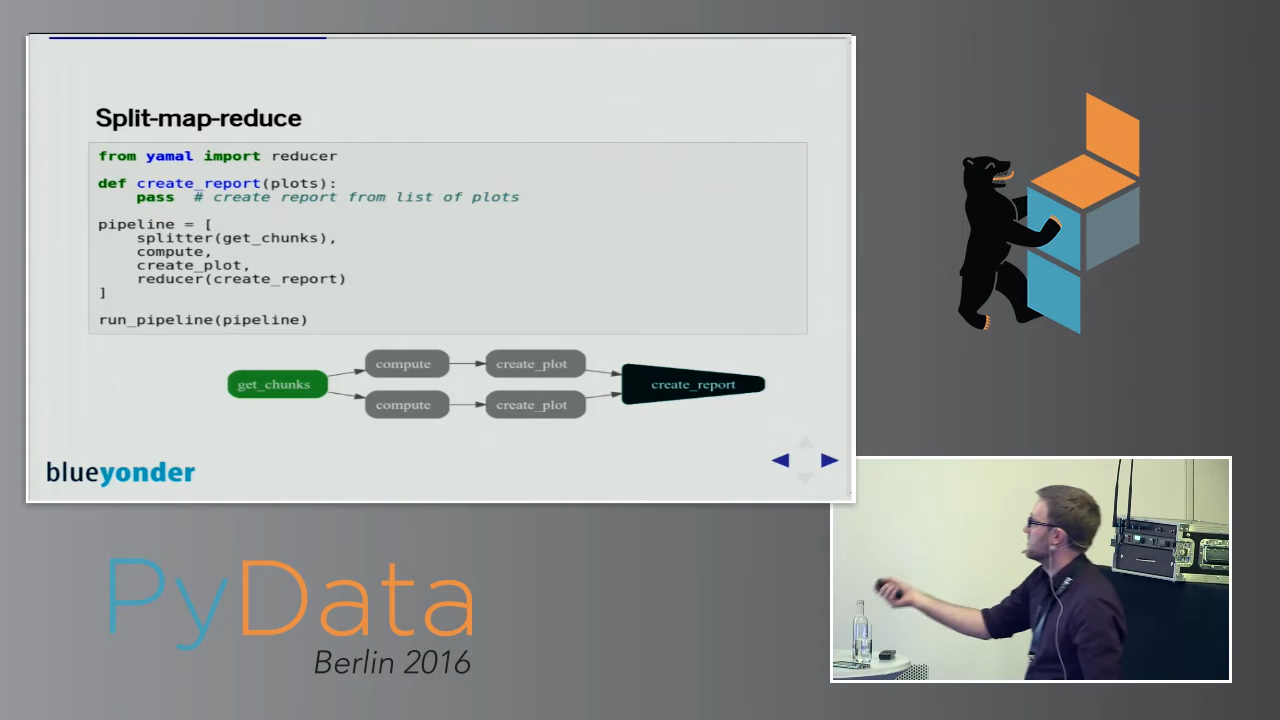 Split-map-reduce
from yamal import reducer
def create_report(plots):
pass # create report from list of plots
pipeline = [
splitter(get_chunks),
compute,
create_plot,
reducer(create_report)
]
run_pipeline(pipeline)
get_chunks
compute
create_plot
compute
create_plot
create_report
blueyonder
PyData
Berlin 2016